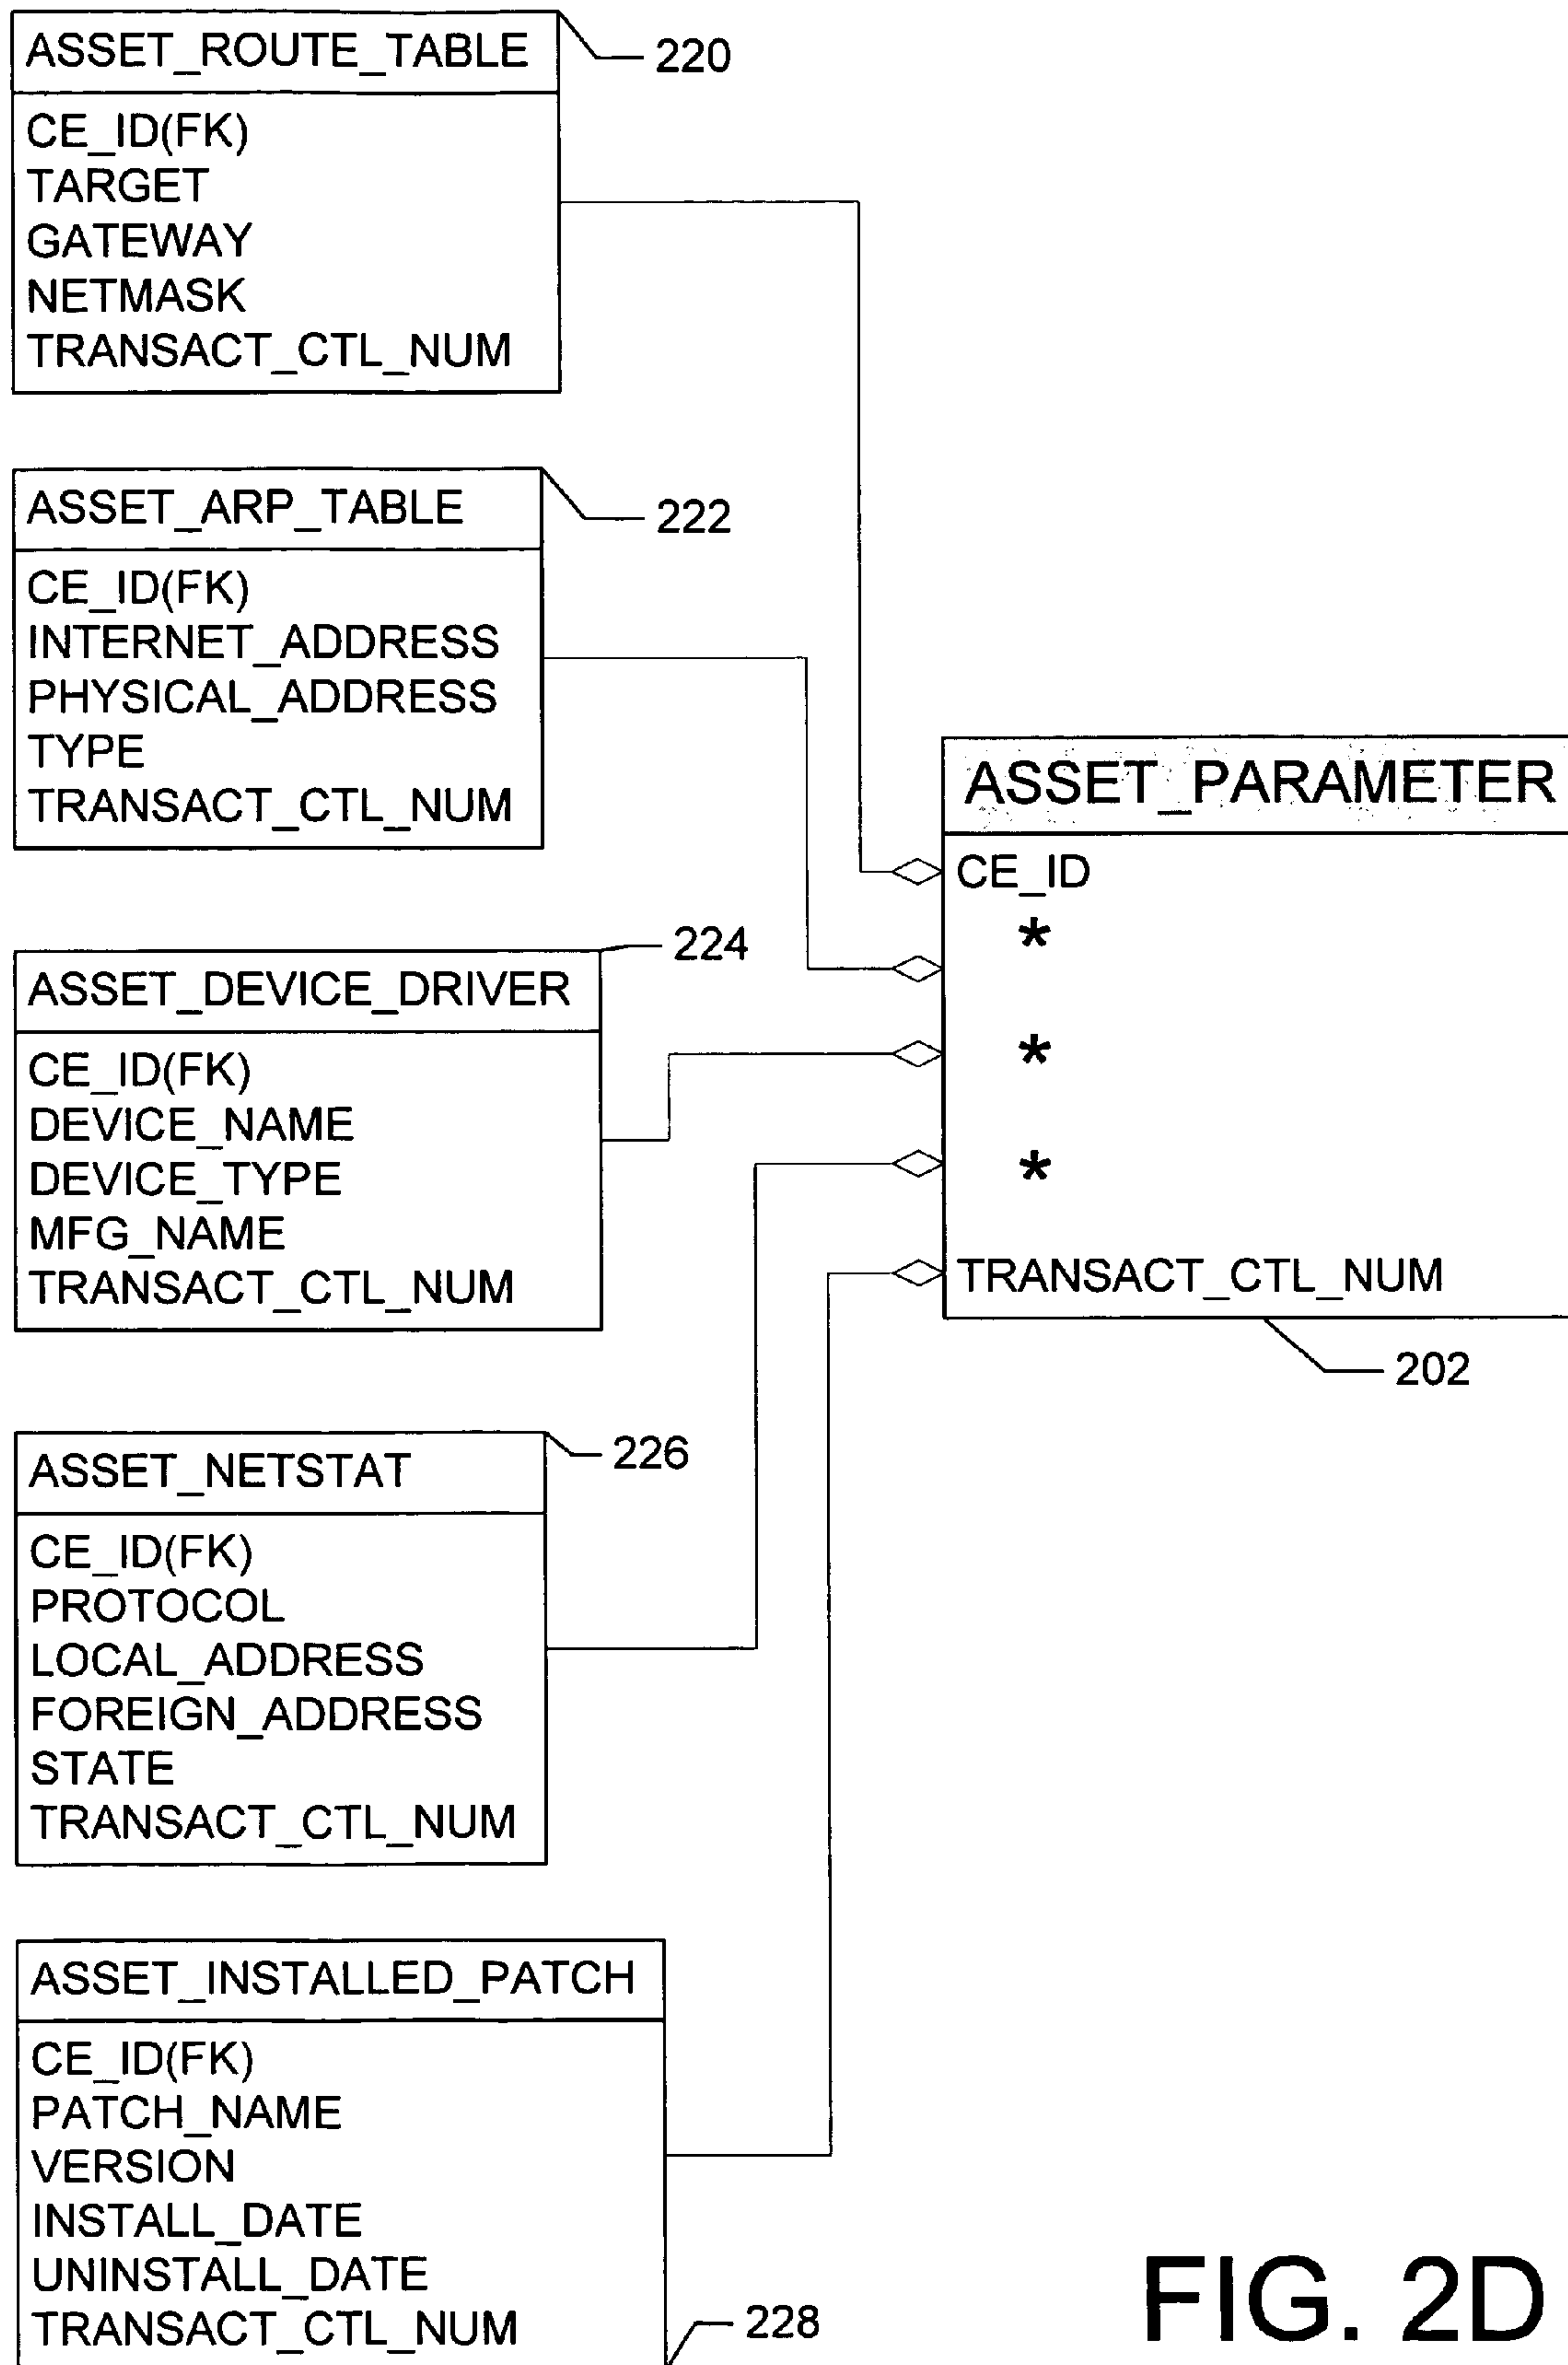 ASSET_ROUTE_TABLE
220
CE_ID(FK)
TARGET
GATEWAY
NETMASK
TRANSACT_CTL_NUM
ASSET_ARP_TABLE
222
CE_ID(FK)
INTERNET_ADDRESS
PHYSICAL_ADDRESS
TYPE
TRANSACT_CTL_NUM
ASSET_DEVICE_DRIVER
224
CE_ID(FK)
DEVICE_NAME
DEVICE_TYPE
MFG_NAME
TRANSACT_CTL_NUM
ASSET_NETSTAT
226
CE_ID(FK)
PROTOCOL
LOCAL_ADDRESS
FOREIGN_ADDRESS
STATE
TRANSACT_CTL_NUM
ASSET_INSTALLED_PATCH
CE_ID(FK)
PATCH_NAME
VERSION
INSTALL_DATE
UNINSTALL_DATE
TRANSACT_CTL_NUM
228
ASSET_PARAMETER
CE_ID
*
*
*
TRANSACT_CTL_NUM
202
FIG. 2D